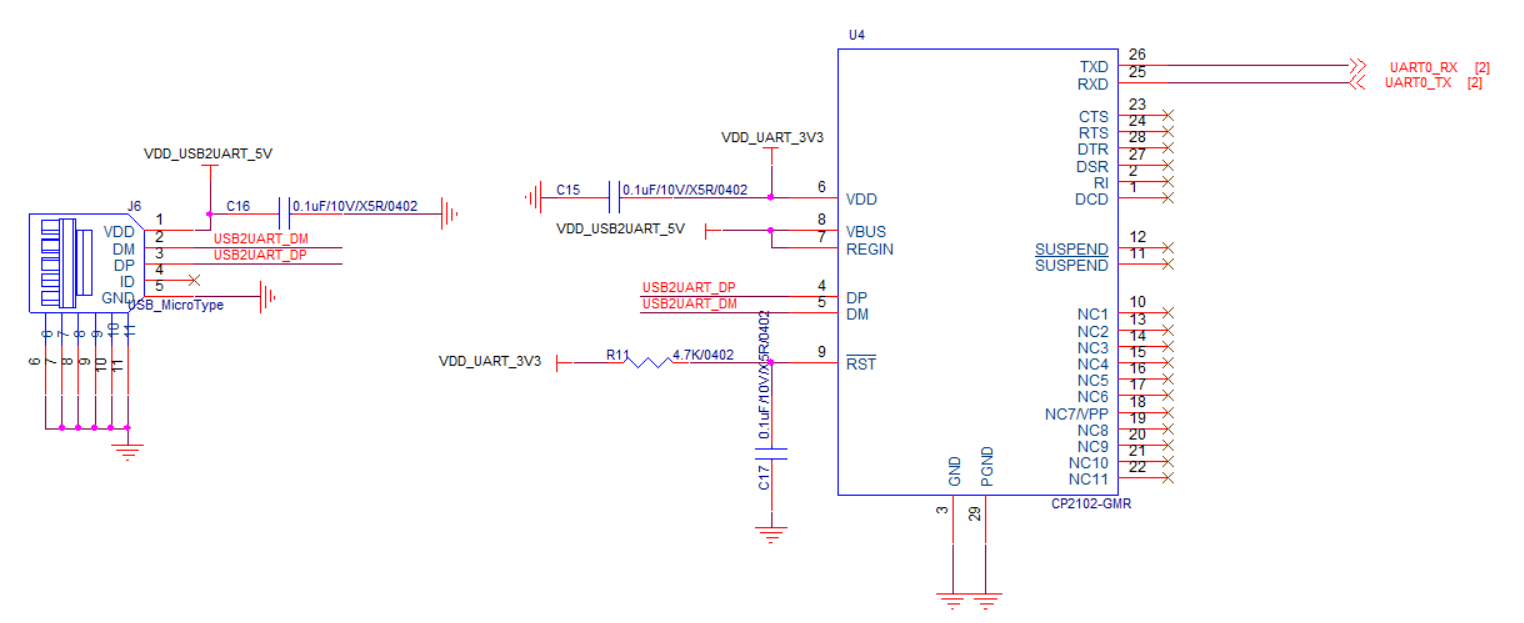 VDD_USB2UART_5V
C16
0.1uF/10V/X5R/0402
J6
VDD 1
DM 2
DP 3
ID 4
GND 5
USB2UART_DM
USB2UART_DP
USB_MicroType
6 7 8 9 10 11
6 7 8 9 10 11
VDD_UART_3V3
C15
0.1uF/10V/X5R/0402
VDD_USB2UART_5V
USB2UART_DP
USB2UART_DM
VDD_UART_3V3
R11
4.7K/0402
0.1uF/10V/X5R/0402
C17
U4
6 VDD
8 VBUS
7 REGIN
4 DP
5 DM
9 RST
GND 3
PGND 29
TXD 26
RXD 25
CTS 23
RTS 24
DTR 28
DSR 27
RI 2
DCD 1
SUSPEND 12
SUSPEND 11
NC1 10
NC2 13
NC3 14
NC4 15
NC5 16
NC6 17
NC7/VPP 18
NC8 19
NC9 20
NC10 21
NC11 22
CP2102-GMR
UART0_RX [2]
UART0_TX [2]